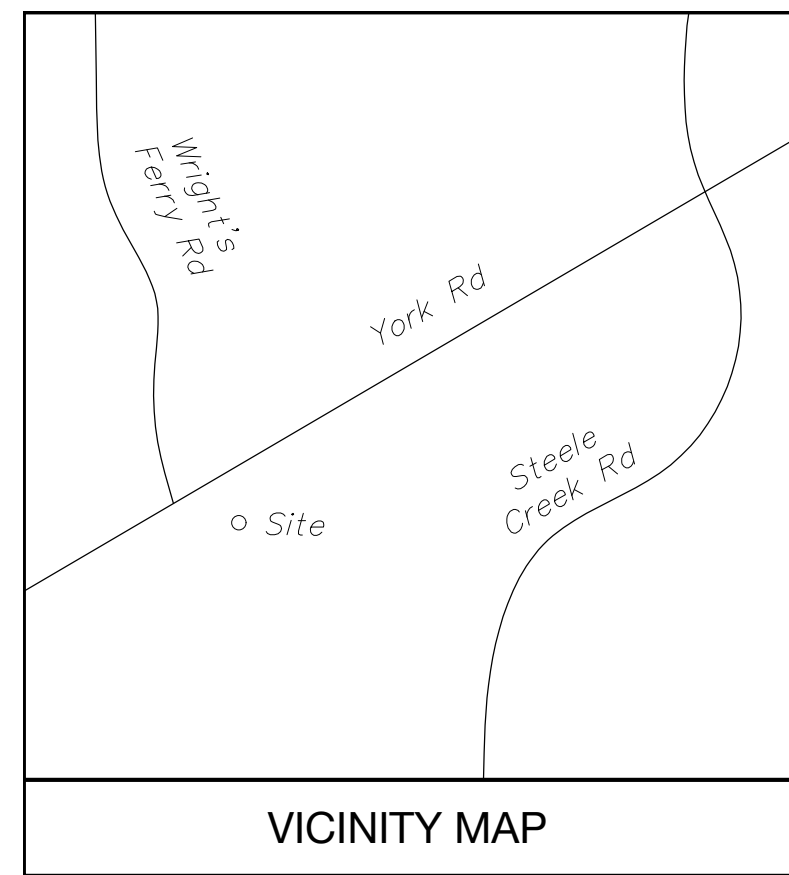 Wright's
Ferry Rd
York Rd
Steele
Creek Rd
Site
VICINITY MAP